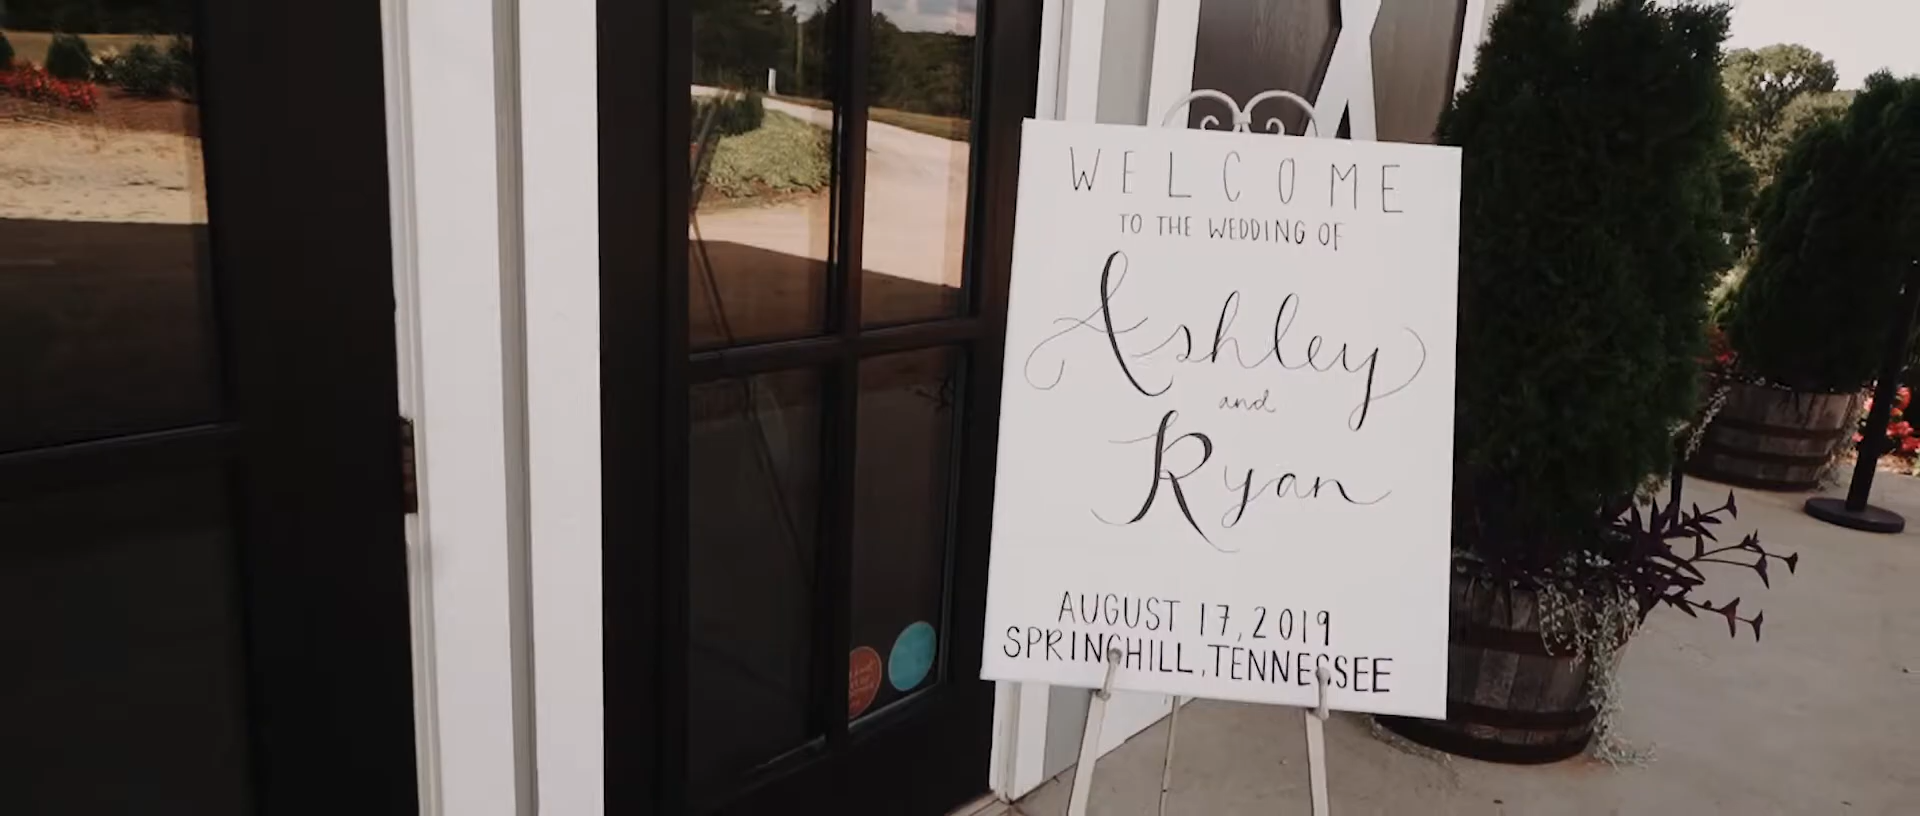 WELCOME
TO THE WEDDING OF
Ashley
and
Ryan
AUGUST 17, 2019
SPRINGHILL, TENNESSEE